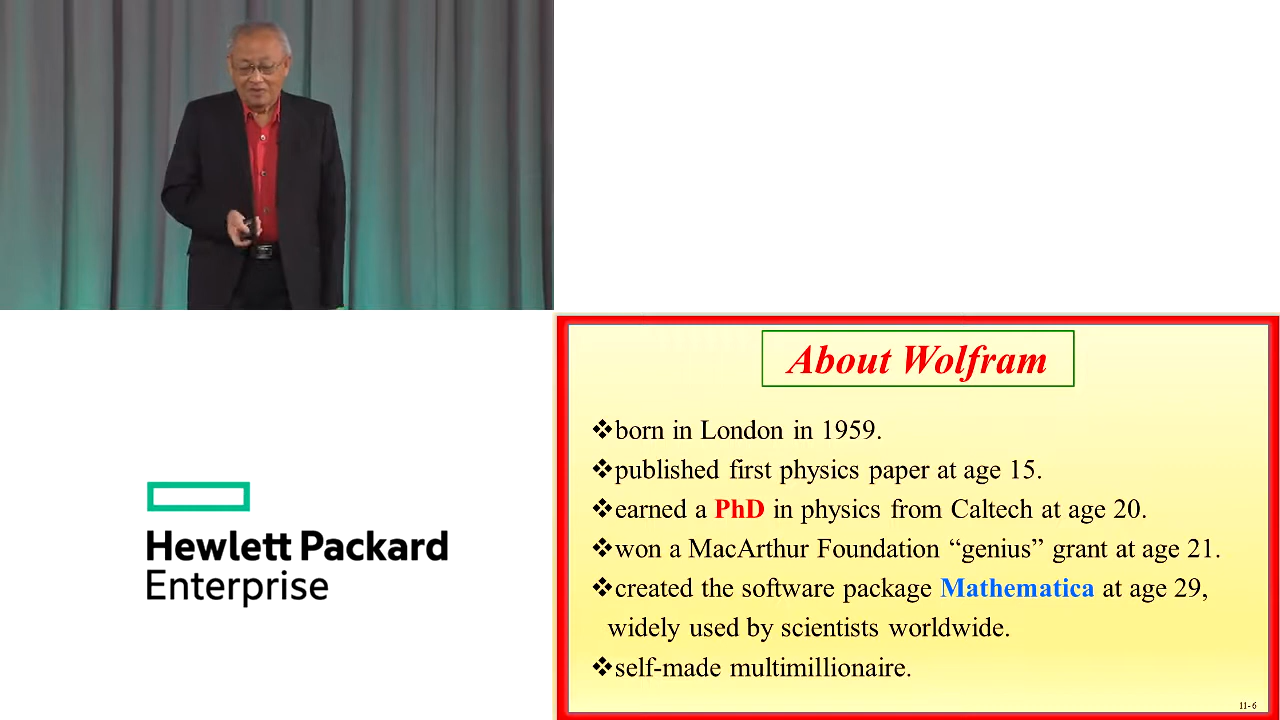 About Wolfram
❖born in London in 1959.
❖published first physics paper at age 15.
❖earned a PhD in physics from Caltech at age 20.
❖won a MacArthur Foundation “genius” grant at age 21.
❖created the software package Mathematica at age 29,
widely used by scientists worldwide.
❖self-made multimillionaire.
11-6
Hewlett Packard
Enterprise